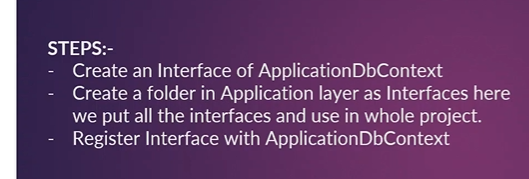 STEPS:-
- Create an Interface of ApplicationDbContext
- Create a folder in Application layer as Interfaces here
we put all the interfaces and use in whole project.
- Register Interface with ApplicationDbContext